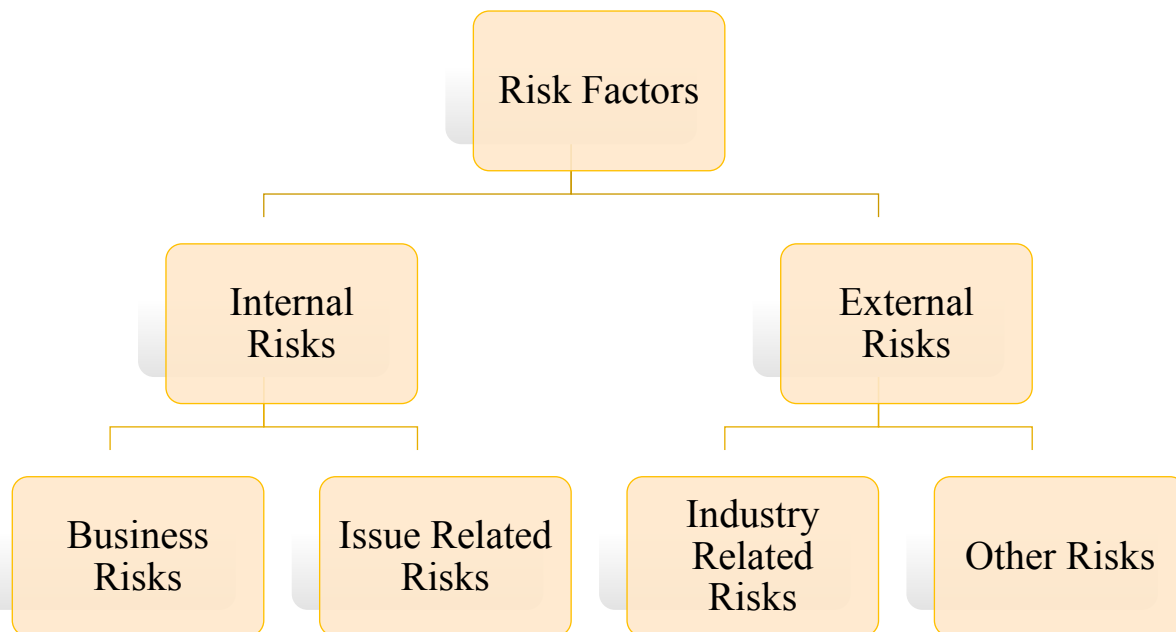 Risk Factors
Internal
Risks
External
Risks
Business
Risks
Issue Related
Risks
Industry
Related
Risks
Other Risks